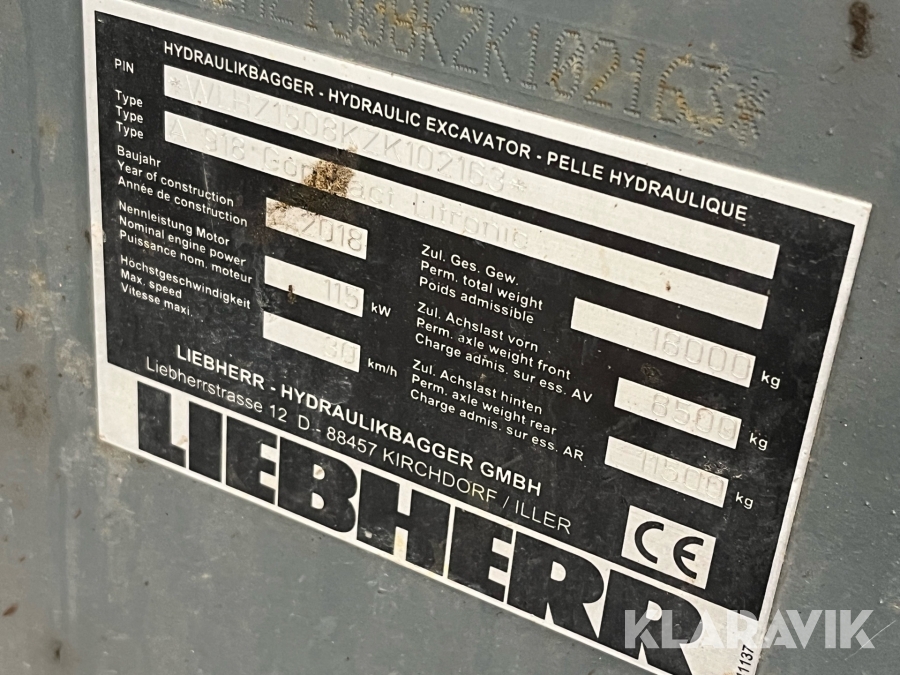 HYDRAULIKBAGGER - HYDRAULIC EXCAVATOR - PELLE HYDRAULIQUE
PIN
*WLHZ1508KZK102163*
Type
Type
Type
A 918 Compact Litronic
Baujahr
Year of construction
Année de construction
2018
Nennleistung Motor
Nominal engine power
Puissance nom. moteur
115 kW
Höchstgeschwindigkeit
Max. speed
Vitesse maxi.
30 km/h
Zul. Ges. Gew.
Perm. total weight
Poids admissible
16000 kg
Zul. Achslast vorn
Perm. axle weight front
Charge admis. sur ess. AV
8500 kg
Zul. Achslast hinten
Perm. axle weight rear
Charge admis. sur ess. AR
11500 kg
LIEBHERR - HYDRAULIKBAGGER GMBH
Liebherrstrasse 12 D - 88457 KIRCHDORF / ILLER
CE
LIEBHERR
KLARAVIK